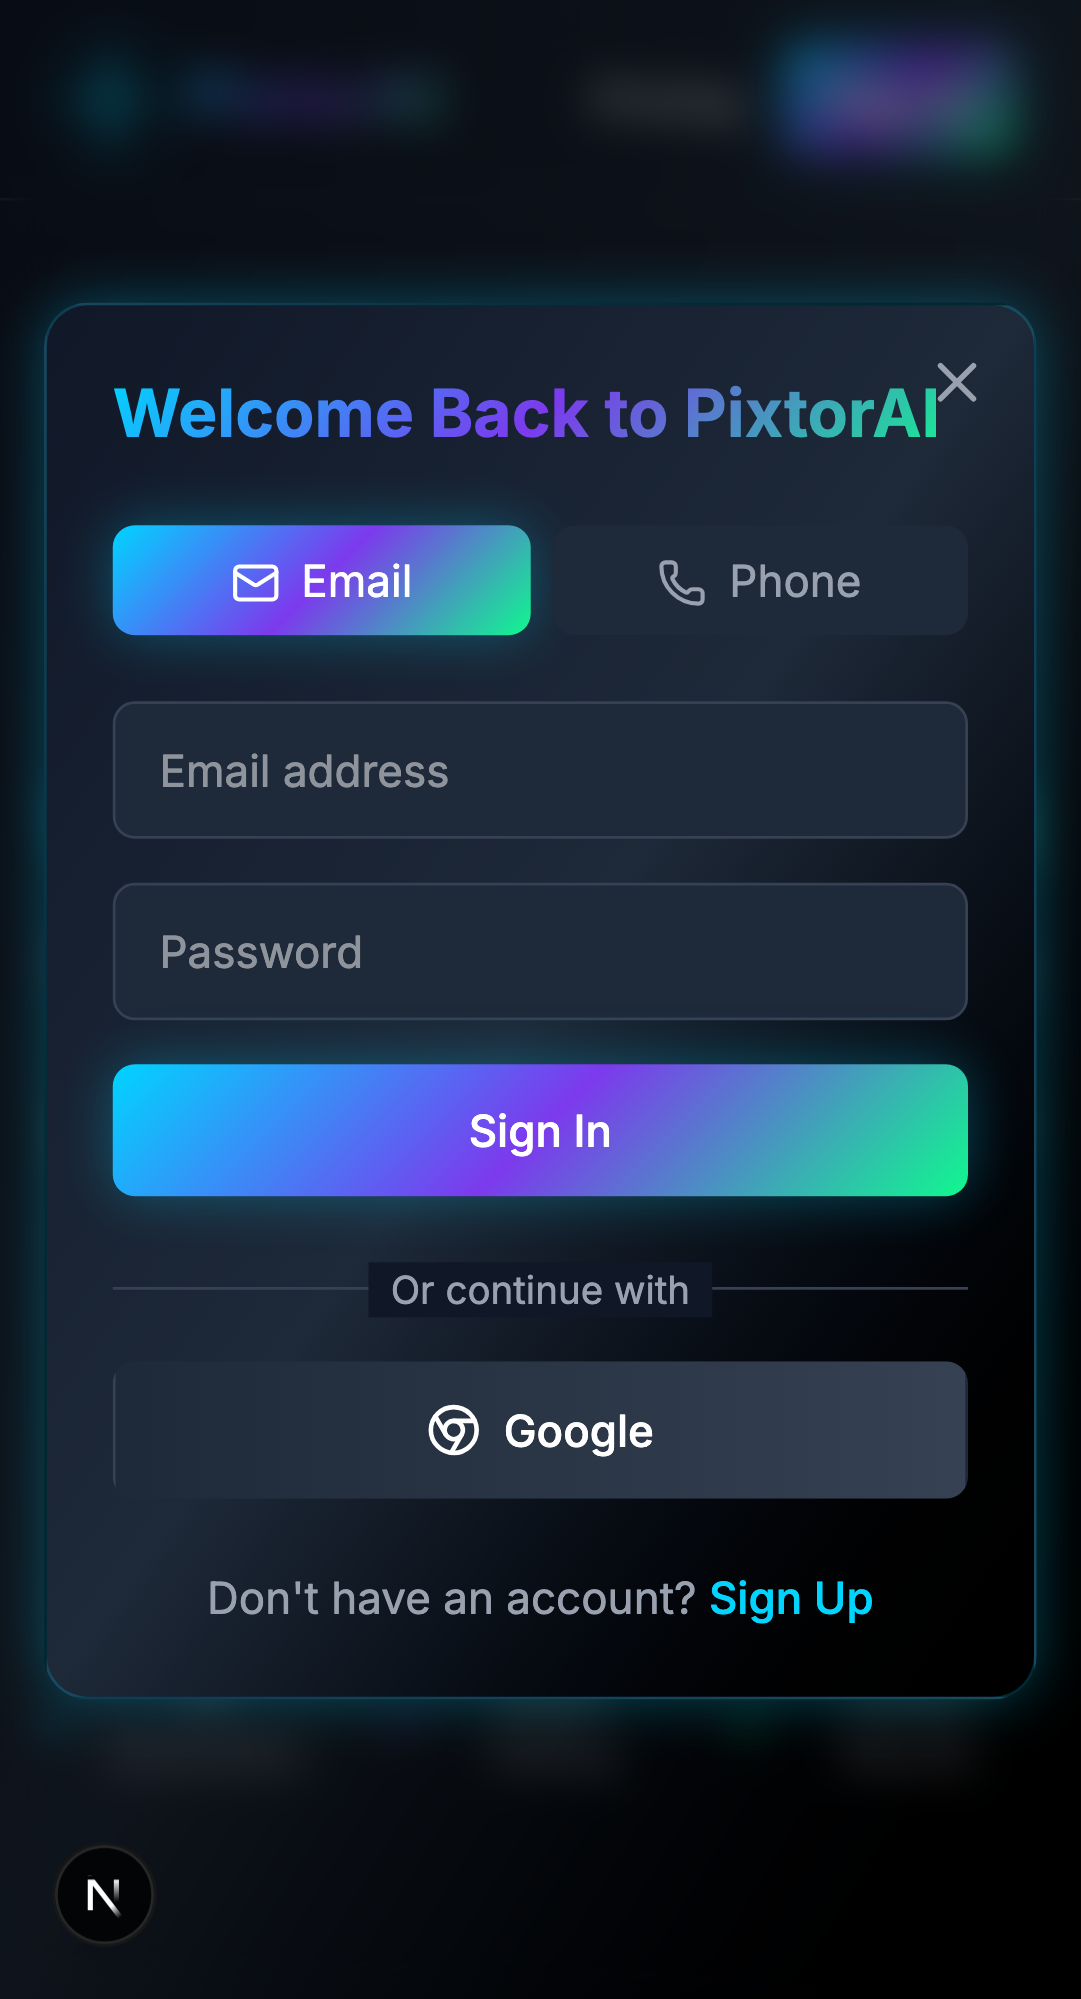 Welcome Back to PixtorAI
Email
Phone
Email address
Password
Sign In
Or continue with
Google
Don't have an account? Sign Up
N